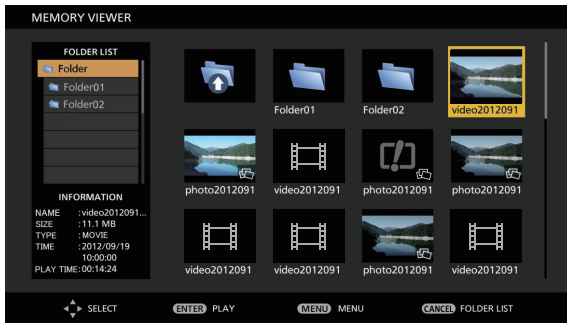 MEMORY VIEWER
FOLDER LIST
Folder
Folder01
Folder02
INFORMATION
NAME :video2012091...
SIZE :11.1 MB
TYPE :MOVIE
TIME :2012/09/19
10:00:00
PLAY TIME:00:14:24
Folder01 Folder02 video2012091
photo2012091 video2012091 photo2012091 photo2012091
video2012091 video2012091 photo2012091 video2012091
SELECT ENTER PLAY MENU MENU CANCEL FOLDER LIST